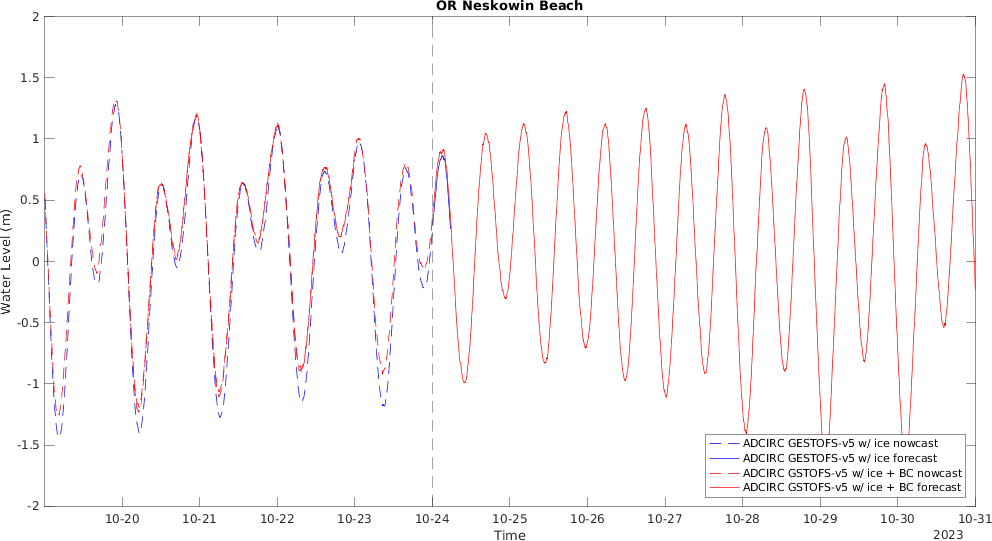 OR Neskowin Beach
2
1.5
1
0.5
0
-0.5
-1
-1.5
-2
Water Level (m)
ADCIRC GESTOFS-v5 w/ ice nowcast
ADCIRC GESTOFS-v5 w/ ice forecast
ADCIRC GSTOFS-v5 w/ ice + BC nowcast
ADCIRC GSTOFS-v5 w/ ice + BC forecast
10-20 10-21 10-22 10-23 10-24 10-25 10-26 10-27 10-28 10-29 10-30 10-31
Time
2023